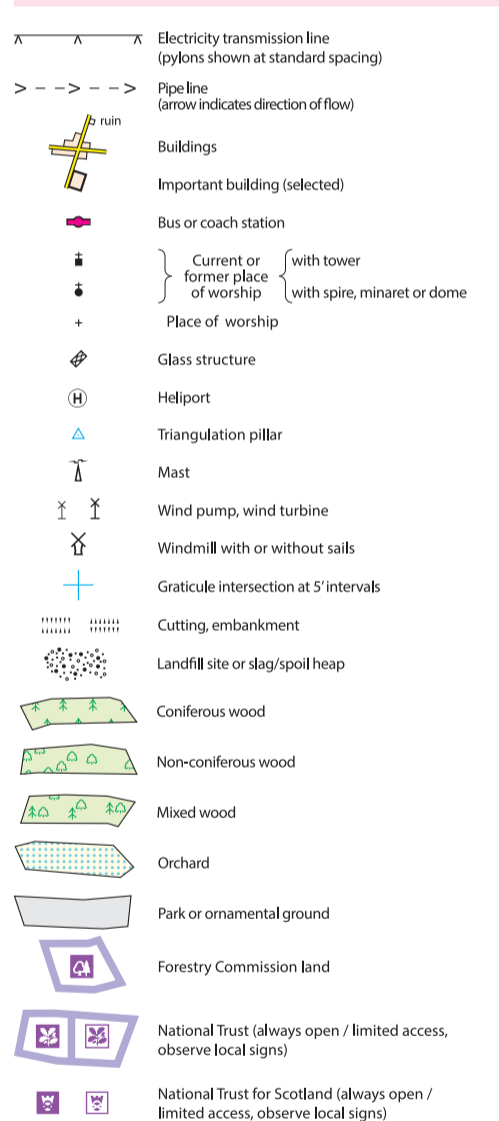 Electricity transmission line
(pylons shown at standard spacing)
Pipe line
(arrow indicates direction of flow)
ruin
Buildings
Important building (selected)
Bus or coach station
Current or
former place
of worship
with tower
with spire, minaret or dome
Place of worship
Glass structure
H
Heliport
Triangulation pillar
Mast
Wind pump, wind turbine
Windmill with or without sails
Graticule intersection at 5' intervals
Cutting, embankment
Landfill site or slag/spoil heap
Coniferous wood
Non-coniferous wood
Mixed wood
Orchard
Park or ornamental ground
Forestry Commission land
National Trust (always open / limited access,
observe local signs)
National Trust for Scotland (always open /
limited access, observe local signs)